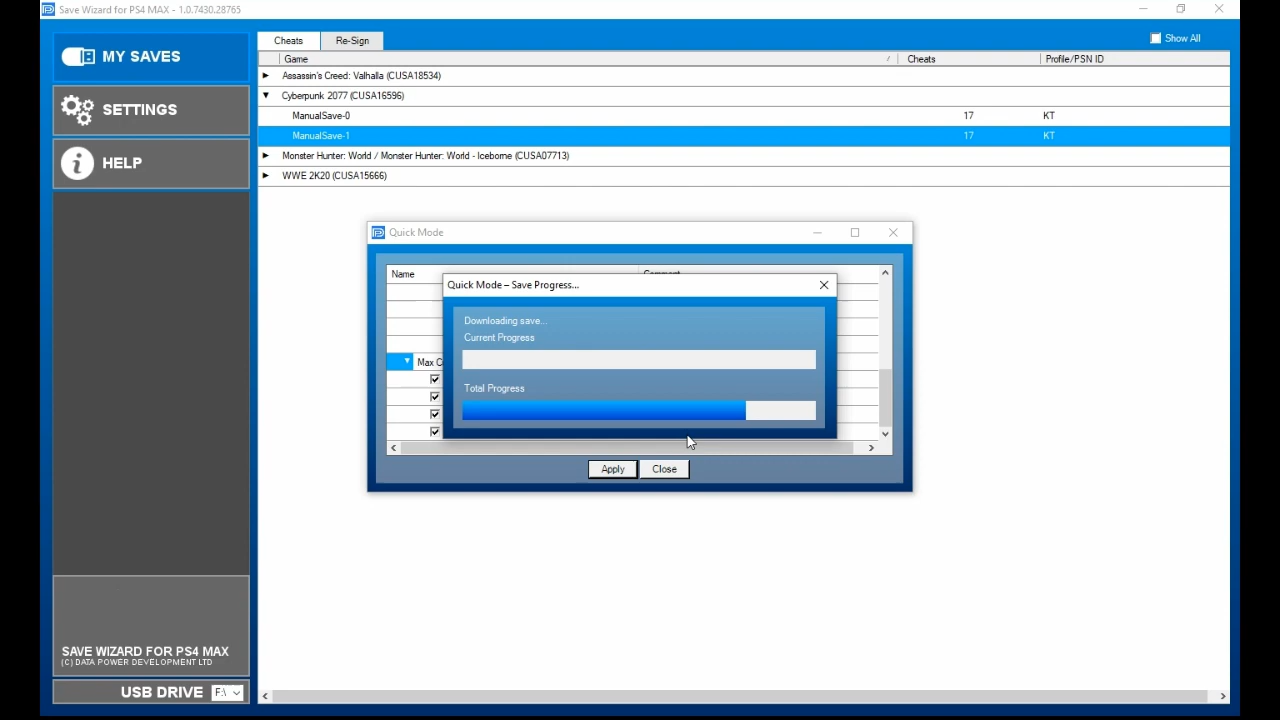 Save Wizard for PS4 MAX - 1.0.7430.28765
MY SAVES
SETTINGS
HELP
Cheats
Re-Sign
Show All
Game
Cheats
Profile/PSN ID
Assassin's Creed: Valhalla (CUSA18534)
Cyberpunk 2077 (CUSA16596)
ManualSave-0 17 KT
ManualSave-1 17 KT
Monster Hunter: World / Monster Hunter: World - Iceborne (CUSA07713)
WWE 2K20 (CUSA15666)
Quick Mode
Name
Comment
Quick Mode – Save Progress...
Downloading save...
Current Progress
Max C
Total Progress
Apply
Close
SAVE WIZARD FOR PS4 MAX
(C) DATA POWER DEVELOPMENT LTD
USB DRIVE F:\